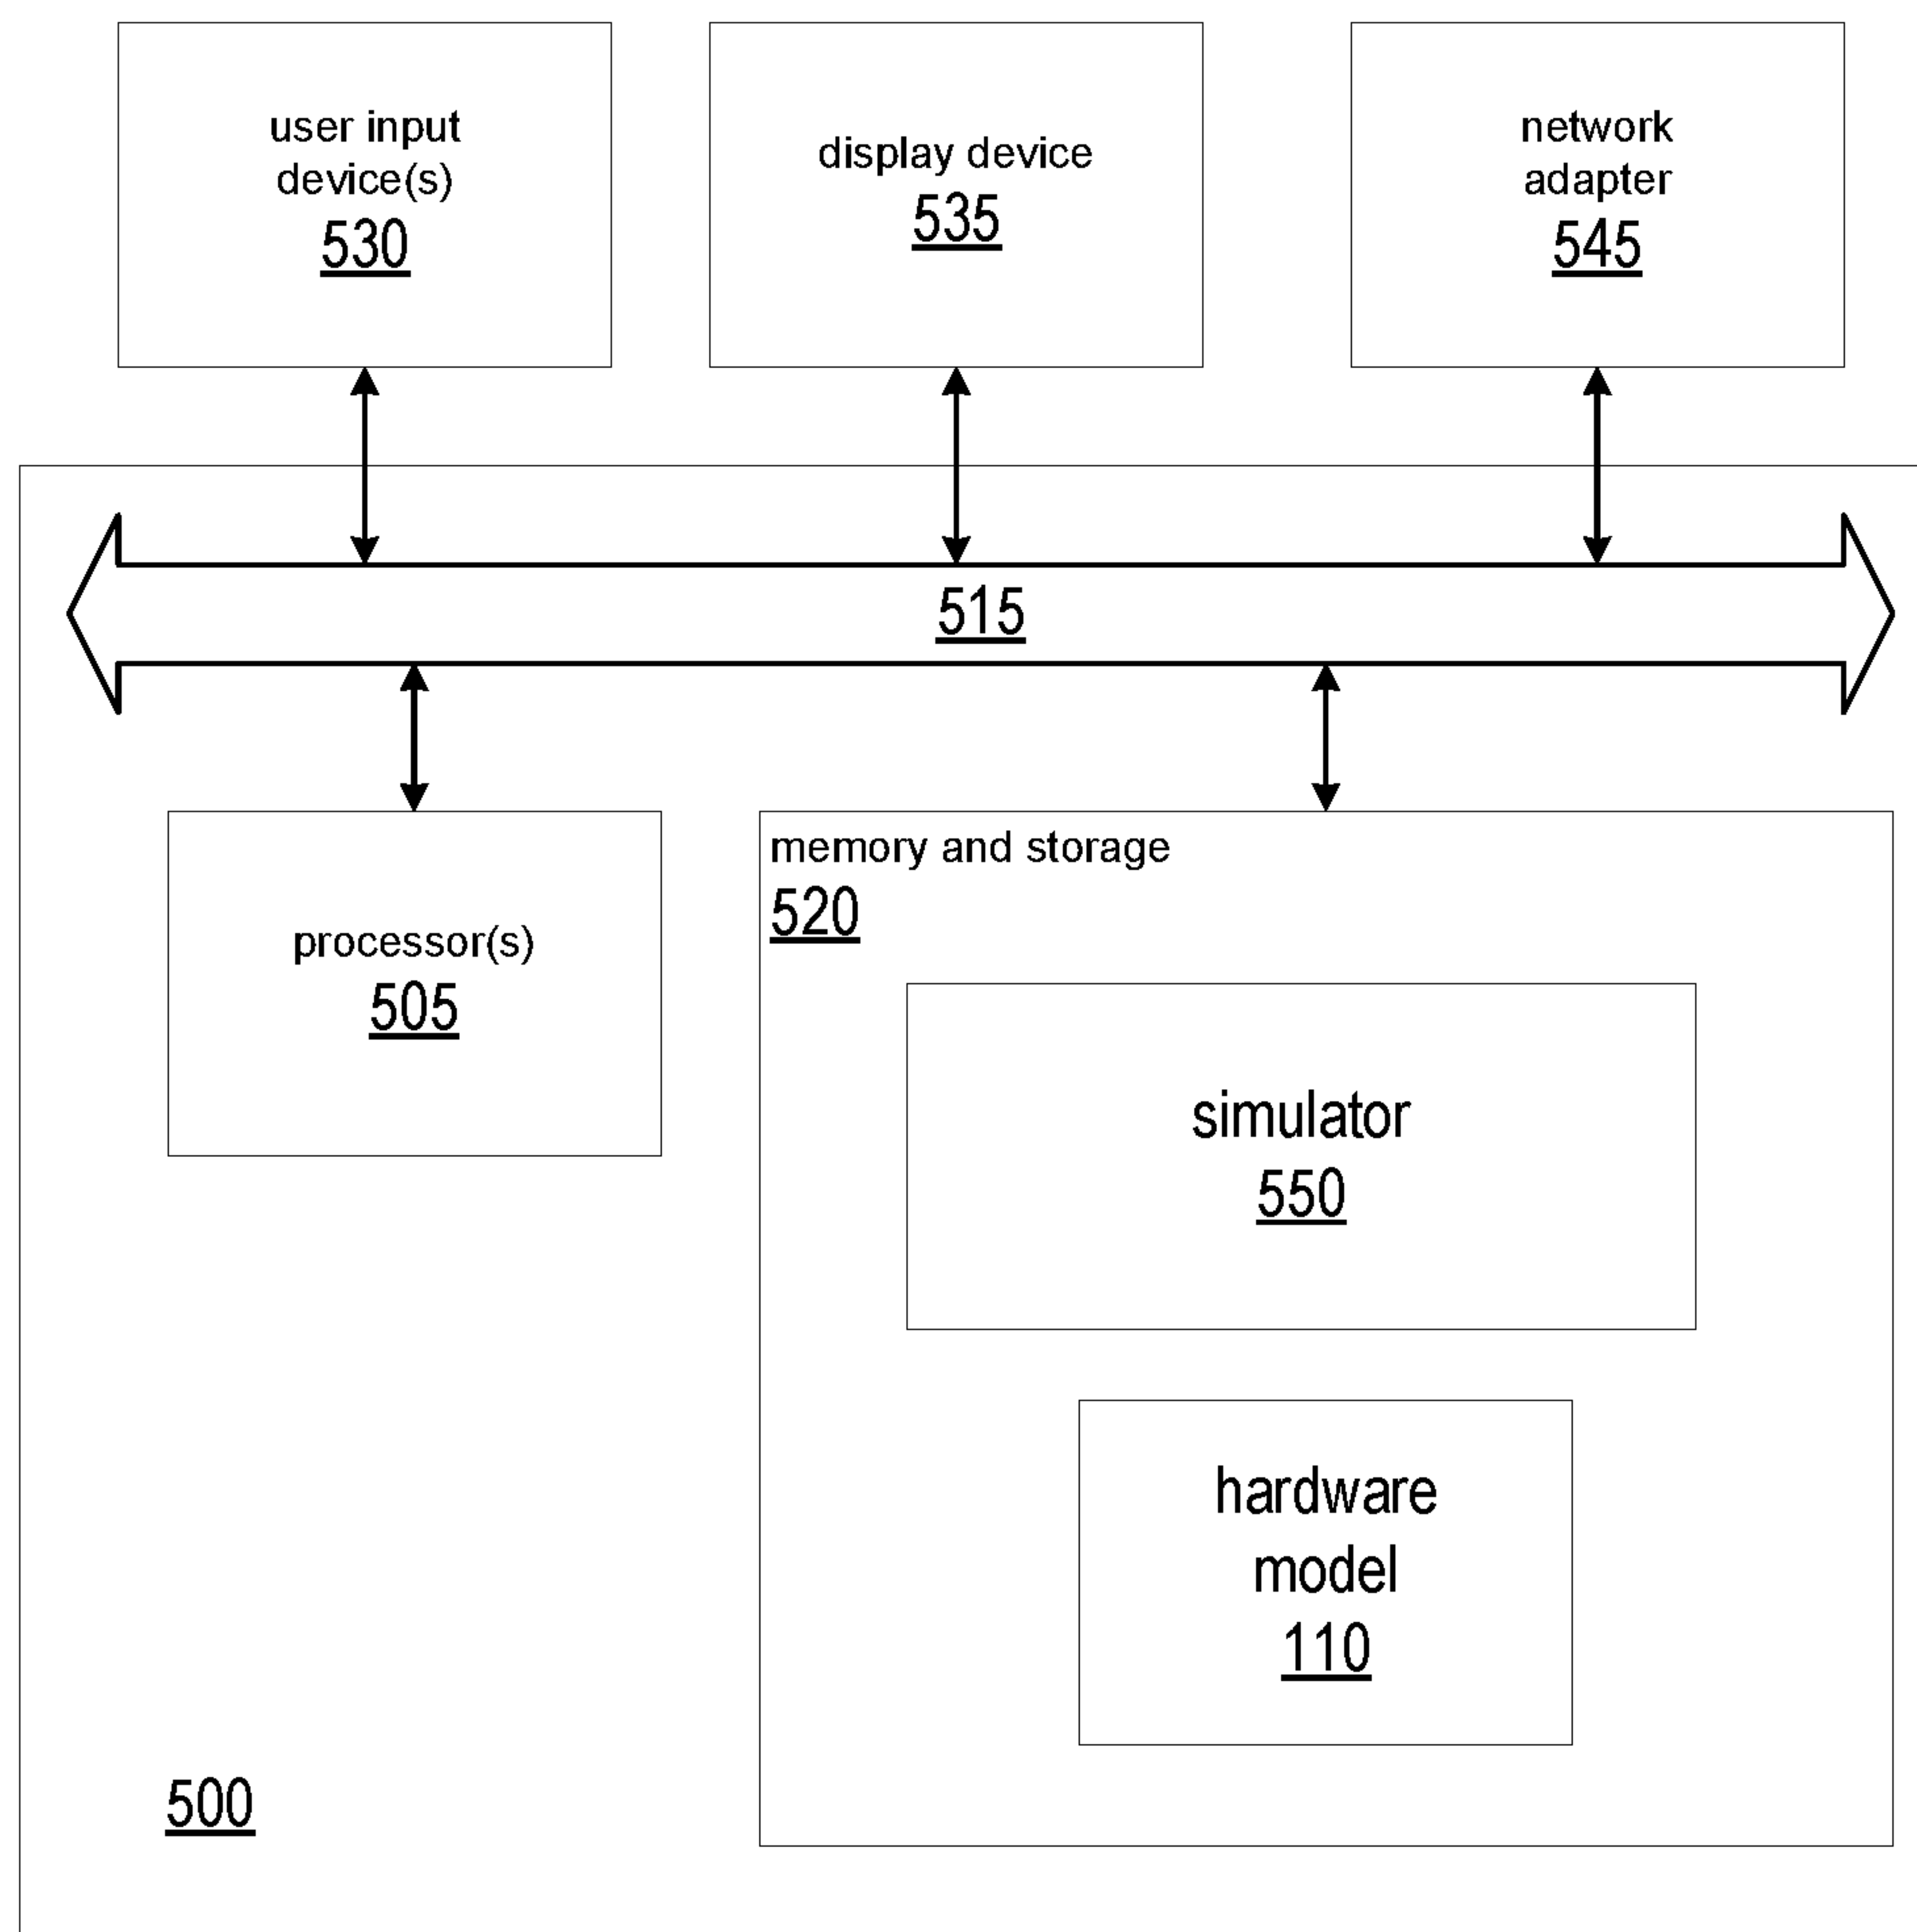 user input
device(s)
530
display device
535
network
adapter
545
515
processor(s)
505
memory and storage
520
simulator
550
hardware
model
110
500